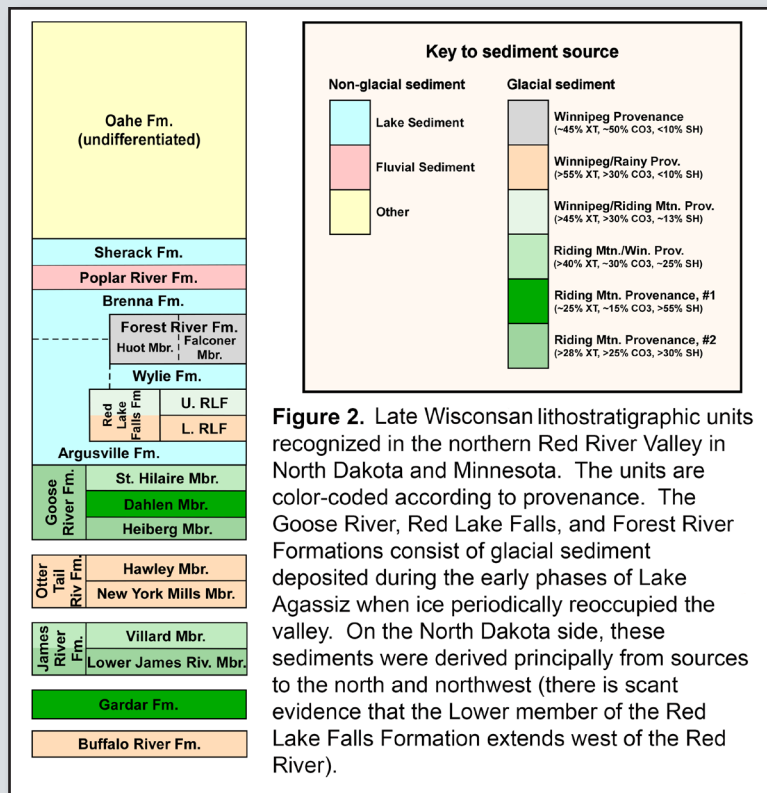 Oahe Fm.
(undifferentiated)
Sherack Fm.
Poplar River Fm.
Brenna Fm.
Forest River Fm.
Huot Mbr.
Falconer
Mbr.
Wylie Fm.
Red
Lake
Falls Fm
U. RLF
L. RLF
Argusville Fm.
Goose
River Fm.
St. Hilaire Mbr.
Dahlen Mbr.
Heiberg Mbr.
Otter
Tail
Riv Fm.
Hawley Mbr.
New York Mills Mbr.
James
River
Fm.
Villard Mbr.
Lower James Riv. Mbr.
Gardar Fm.
Buffalo River Fm.
Key to sediment source
Non-glacial sediment
Lake Sediment
Fluvial Sediment
Other
Glacial sediment
Winnipeg Provenance
(~45% XT, ~50% CO3, <10% SH)
Winnipeg/Rainy Prov.
(>55% XT, >30% CO3, <10% SH)
Winnipeg/Riding Mtn. Prov.
(>45% XT, >30% CO3, ~13% SH)
Riding Mtn./Win. Prov.
(>40% XT, ~30% CO3, ~25% SH)
Riding Mtn. Provenance, #1
(~25% XT, ~15% CO3, >55% SH)
Riding Mtn. Provenance, #2
(>28% XT, >25% CO3, >30% SH)
Figure 2. Late Wisconsan lithostratigraphic units
recognized in the northern Red River Valley in
North Dakota and Minnesota. The units are
color-coded according to provenance. The
Goose River, Red Lake Falls, and Forest River
Formations consist of glacial sediment
deposited during the early phases of Lake
Agassiz when ice periodically reoccupied the
valley. On the North Dakota side, these
sediments were derived principally from sources
to the north and northwest (there is scant
evidence that the Lower member of the Red
Lake Falls Formation extends west of the Red
River).